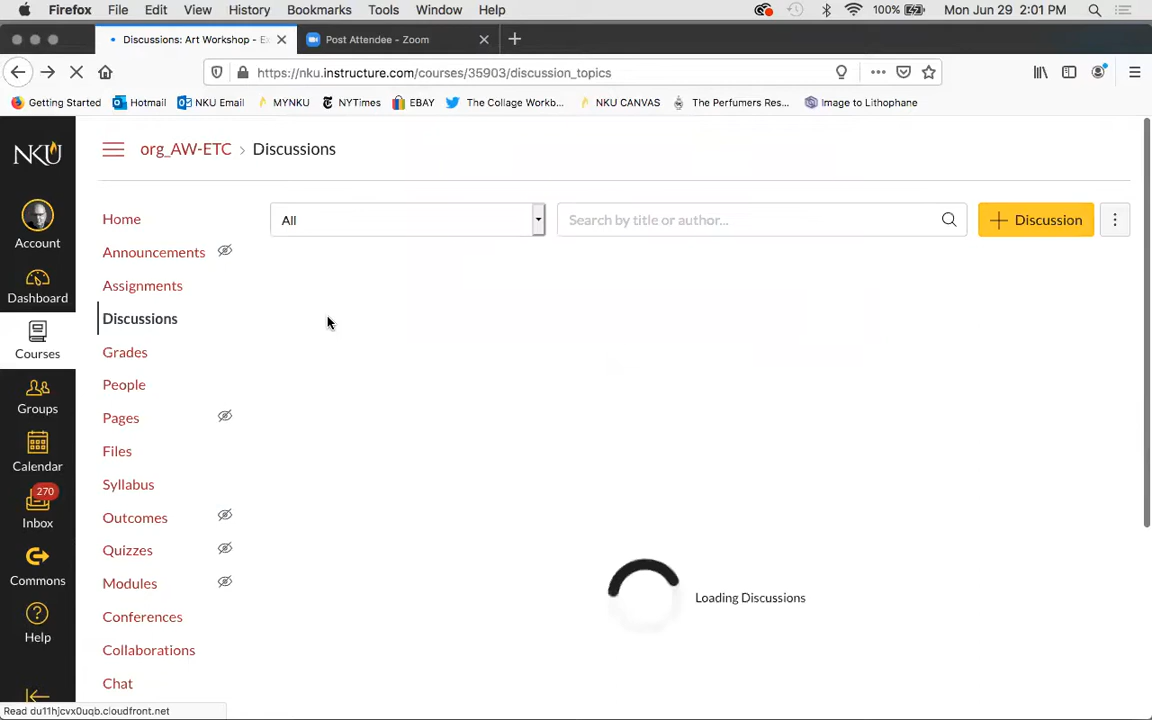 Firefox File Edit View History Bookmarks Tools Window Help 100% Mon Jun 29 2:01 PM
Discussions: Art Workshop - Ex Post Attendee - Zoom
https://nku.instructure.com/courses/35903/discussion_topics
Getting Started Hotmail NKU Email MYNKU NYTimes EBAY The Collage Workb... NKU CANVAS The Perfumers Res... Image to Lithophane
NKU
org_AW-ETC > Discussions
Home
All
Search by title or author...
Discussion
Account
Announcements
Assignments
Dashboard
Discussions
Courses
Grades
People
Groups
Pages
Files
Calendar
Syllabus
270
Inbox
Outcomes
Quizzes
Commons
Modules
Loading Discussions
Conferences
Help
Collaborations
Chat
Read du11hjcvx0uqb.cloudfront.net